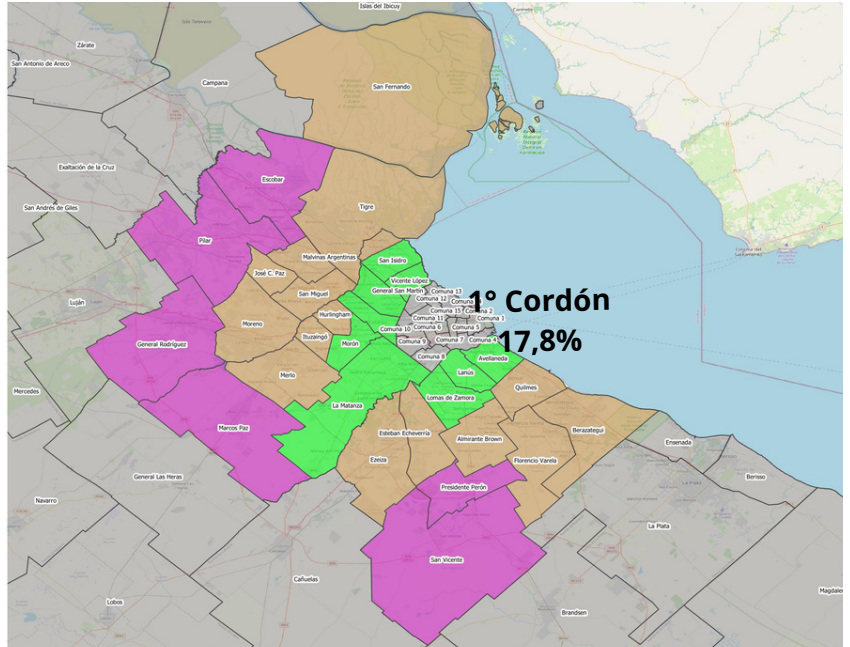 Islas del Ibicuy
Zárate
San Antonio de Areco
Campana
San Fernando
Exaltación de la Cruz
Escobar
San Andrés de Giles
Tigre
Pilar
Malvinas Argentinas
San Isidro
José C. Paz
Vicente López
General San Martín
Comuna 13
San Miguel
Comuna 12
Luján
1° Cordón
Hurlingham
Comuna 15
Comuna 2
Comuna 11
Comuna 1
Moreno
Comuna 10
Comuna 6
Comuna 5
Ituzaingó
General Rodríguez
Morón
Comuna 9
Comuna 7
Comuna 4
17,8%
Comuna 8
Avellaneda
Merlo
Lanús
Mercedes
Quilmes
Lomas de Zamora
La Matanza
Marcos Paz
Esteban Echeverría
Almirante Brown
Berazategui
Ensenada
Ezeiza
Florencio Varela
General Las Heras
Berisso
Presidente Perón
Navarro
La Plata
San Vicente
Cañuelas
Magdalen
Lobos
Brandsen